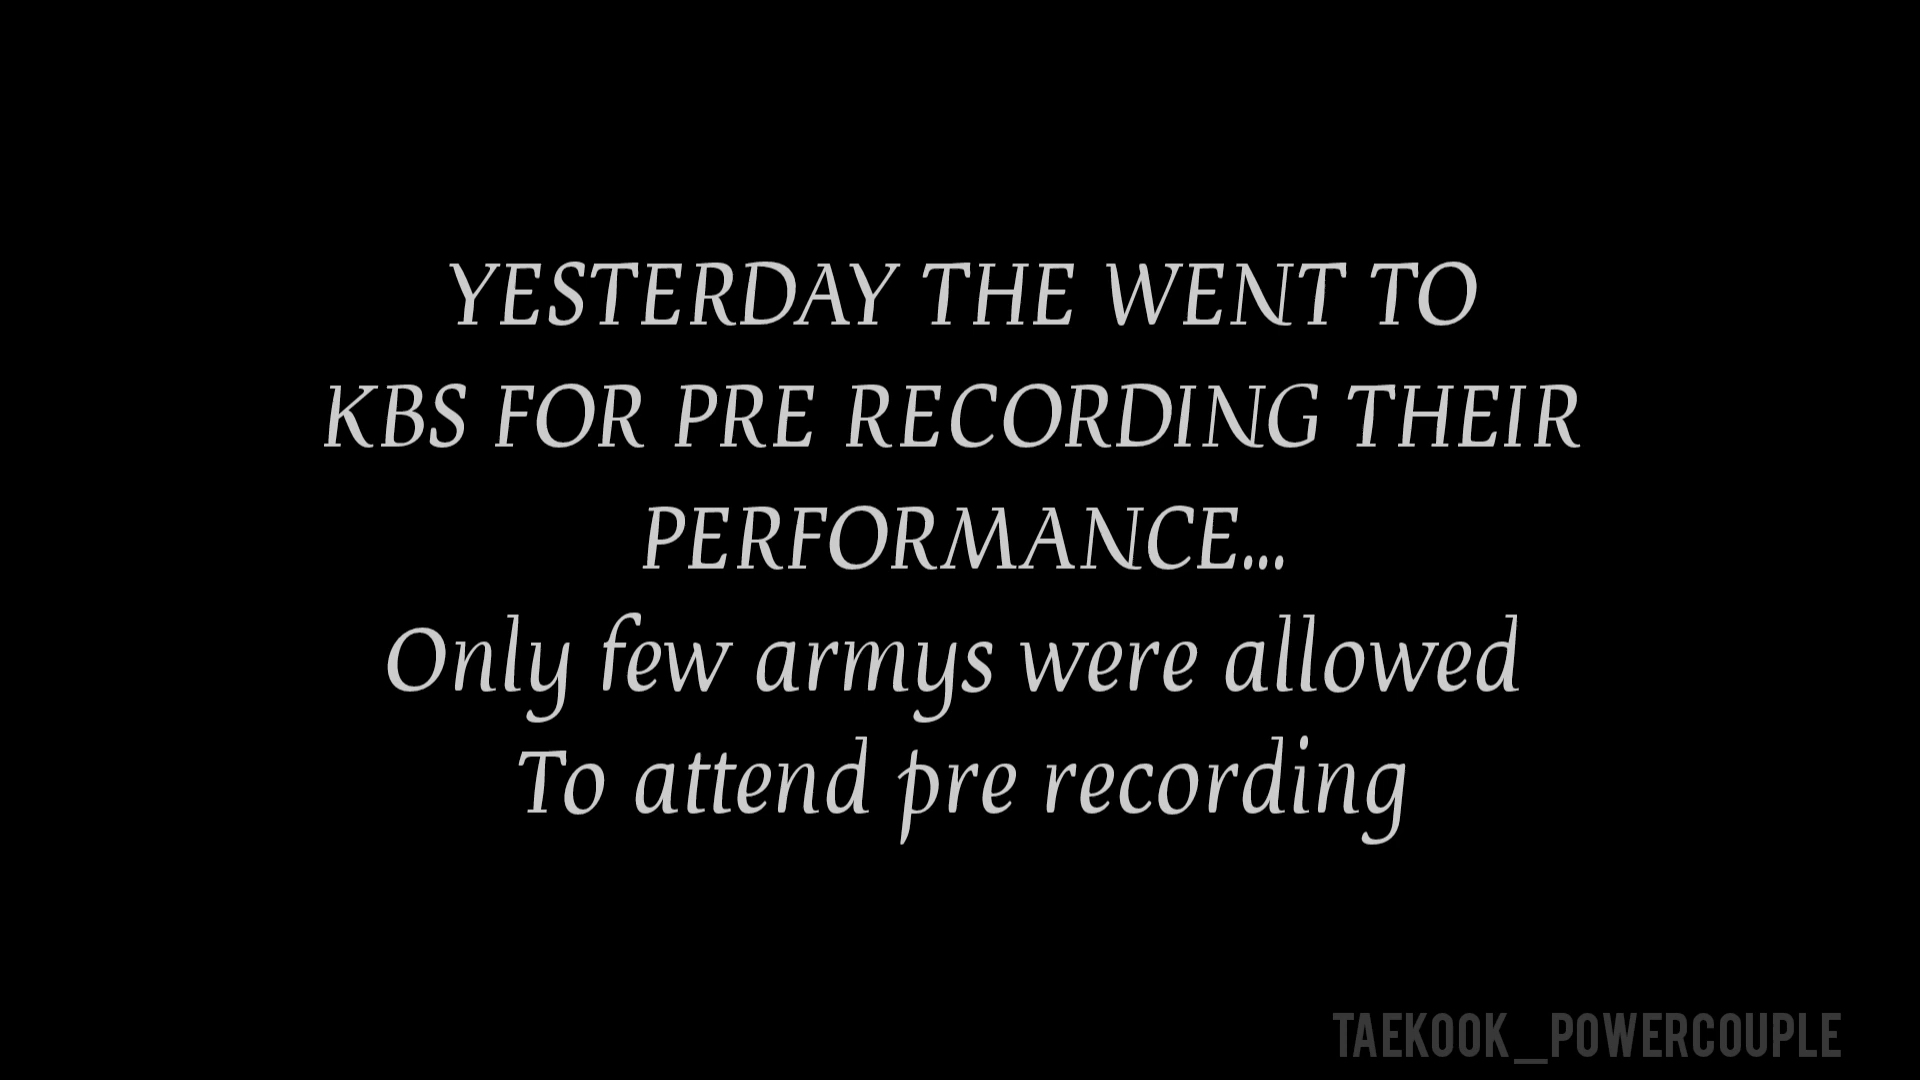 YESTERDAY THE WENT TO
KBS FOR PRE RECORDING THEIR
PERFORMANCE...
Only few armys were allowed
To attend pre recording
TAEKOOK_POWERCOUPLE